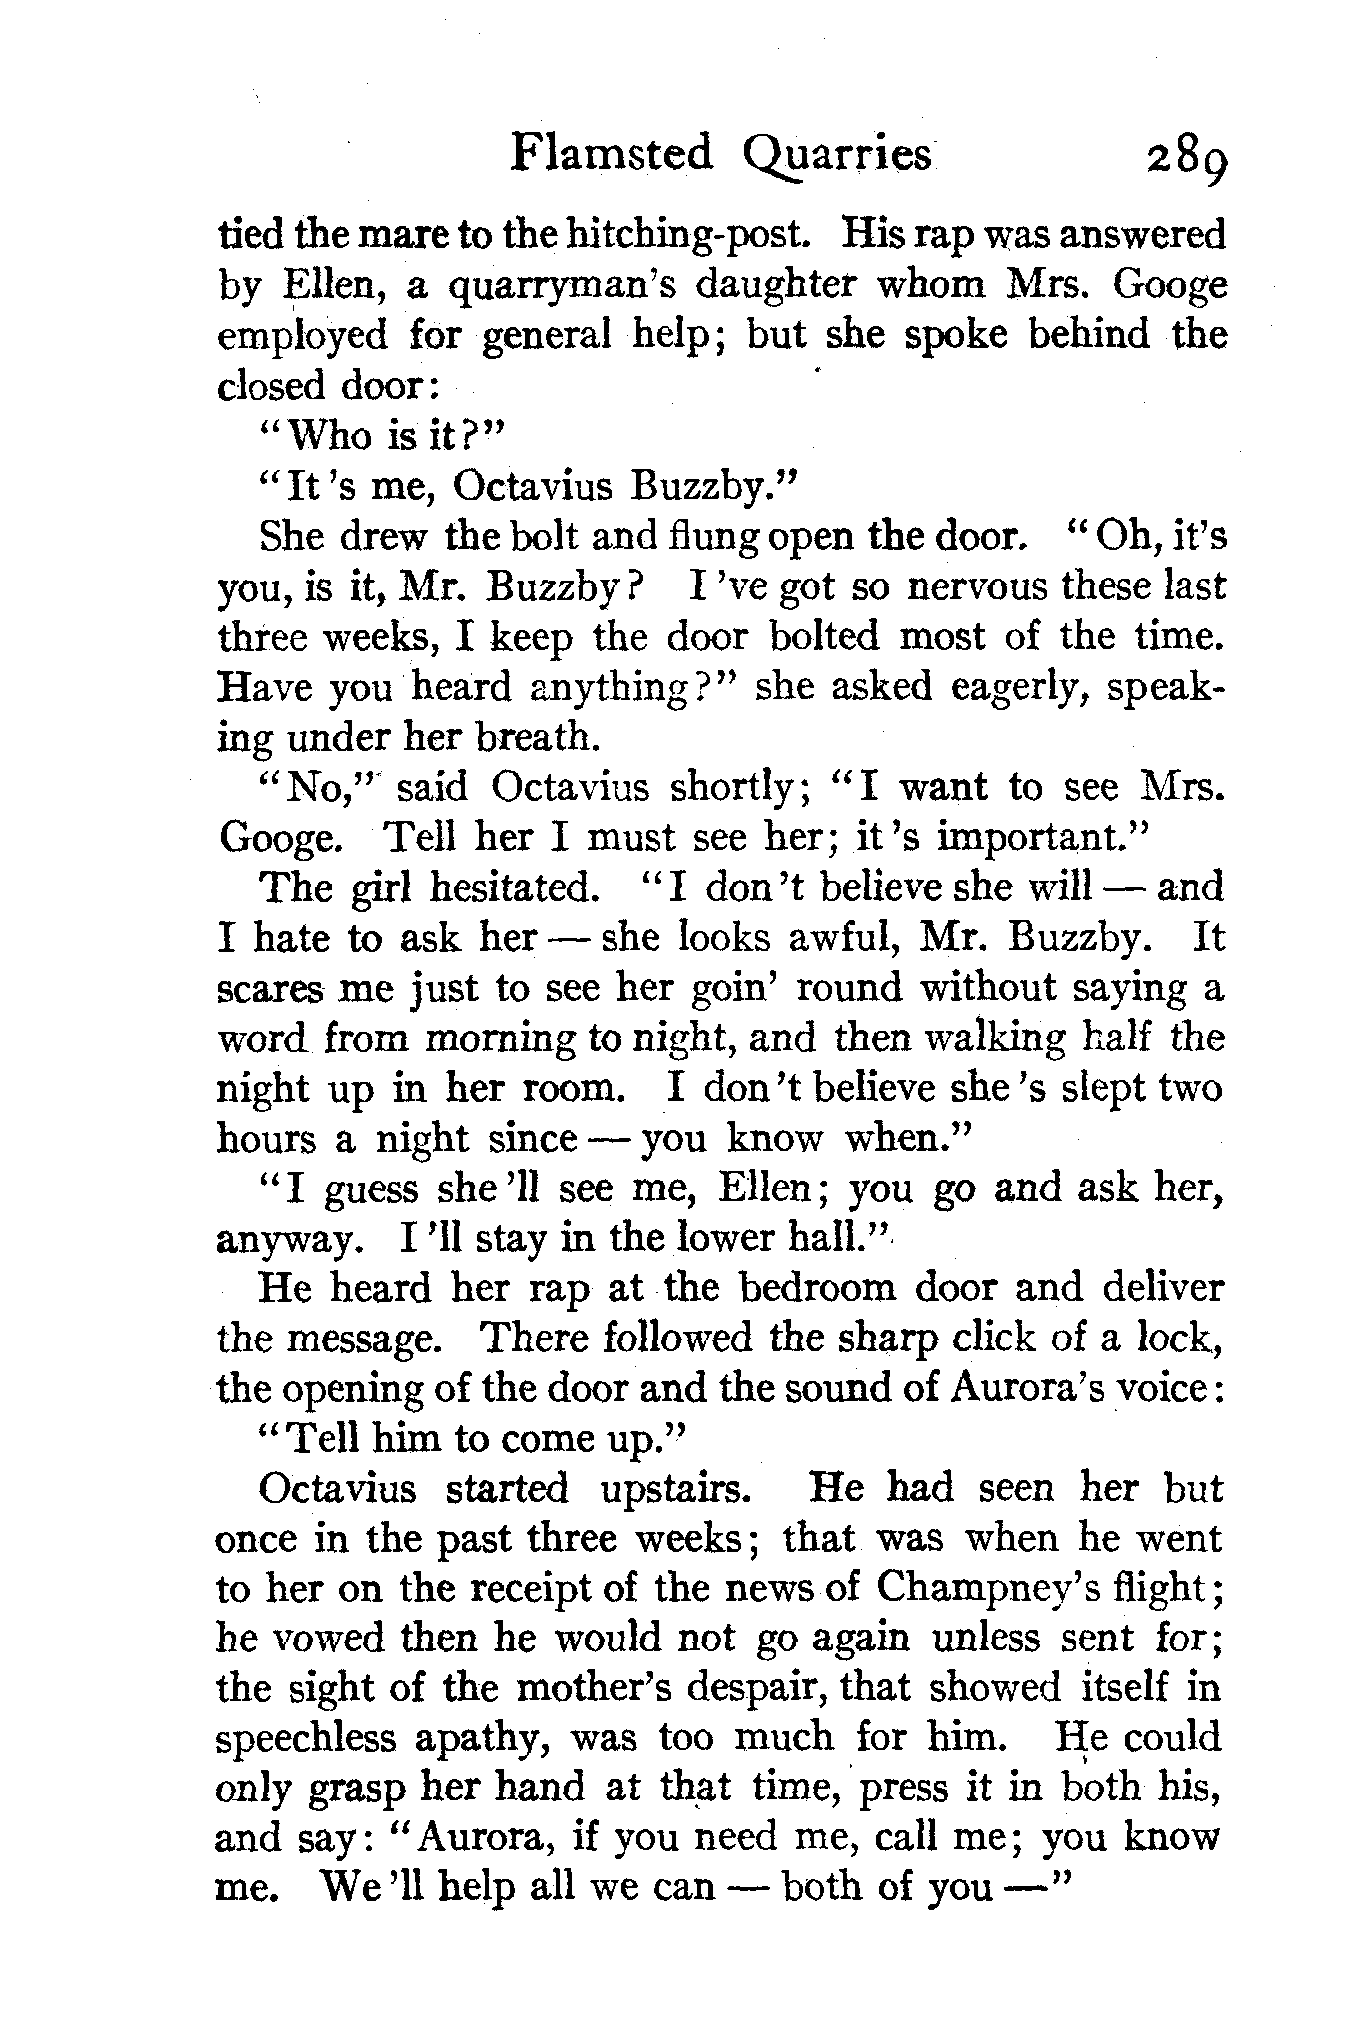 Flamsted Quarries 289
tied the mare to the hitching-post. His rap was answered
by Ellen, a quarryman's daughter whom Mrs. Googe
employed for general help; but she spoke behind the
closed door:
"Who is it?"
"It 's me, Octavius Buzzby."
She drew the bolt and flung open the door. "Oh, it's
you, is it, Mr. Buzzby? I 've got so nervous these last
three weeks, I keep the door bolted most of the time.
Have you heard anything?" she asked eagerly, speak-
ing under her breath.
"No," said Octavius shortly; "I want to see Mrs.
Googe. Tell her I must see her; it 's important."
The girl hesitated. "I don 't believe she will — and
I hate to ask her — she looks awful, Mr. Buzzby. It
scares me just to see her goin' round without saying a
word from morning to night, and then walking half the
night up in her room. I don 't believe she 's slept two
hours a night since — you know when."
"I guess she 'll see me, Ellen; you go and ask her,
anyway. I 'll stay in the lower hall."
He heard her rap at the bedroom door and deliver
the message. There followed the sharp click of a lock,
the opening of the door and the sound of Aurora's voice:
"Tell him to come up."
Octavius started upstairs. He had seen her but
once in the past three weeks; that was when he went
to her on the receipt of the news of Champney's flight;
he vowed then he would not go again unless sent for;
the sight of the mother's despair, that showed itself in
speechless apathy, was too much for him. He could
only grasp her hand at that time, press it in both his,
and say: "Aurora, if you need me, call me; you know
me. We 'll help all we can — both of you —"